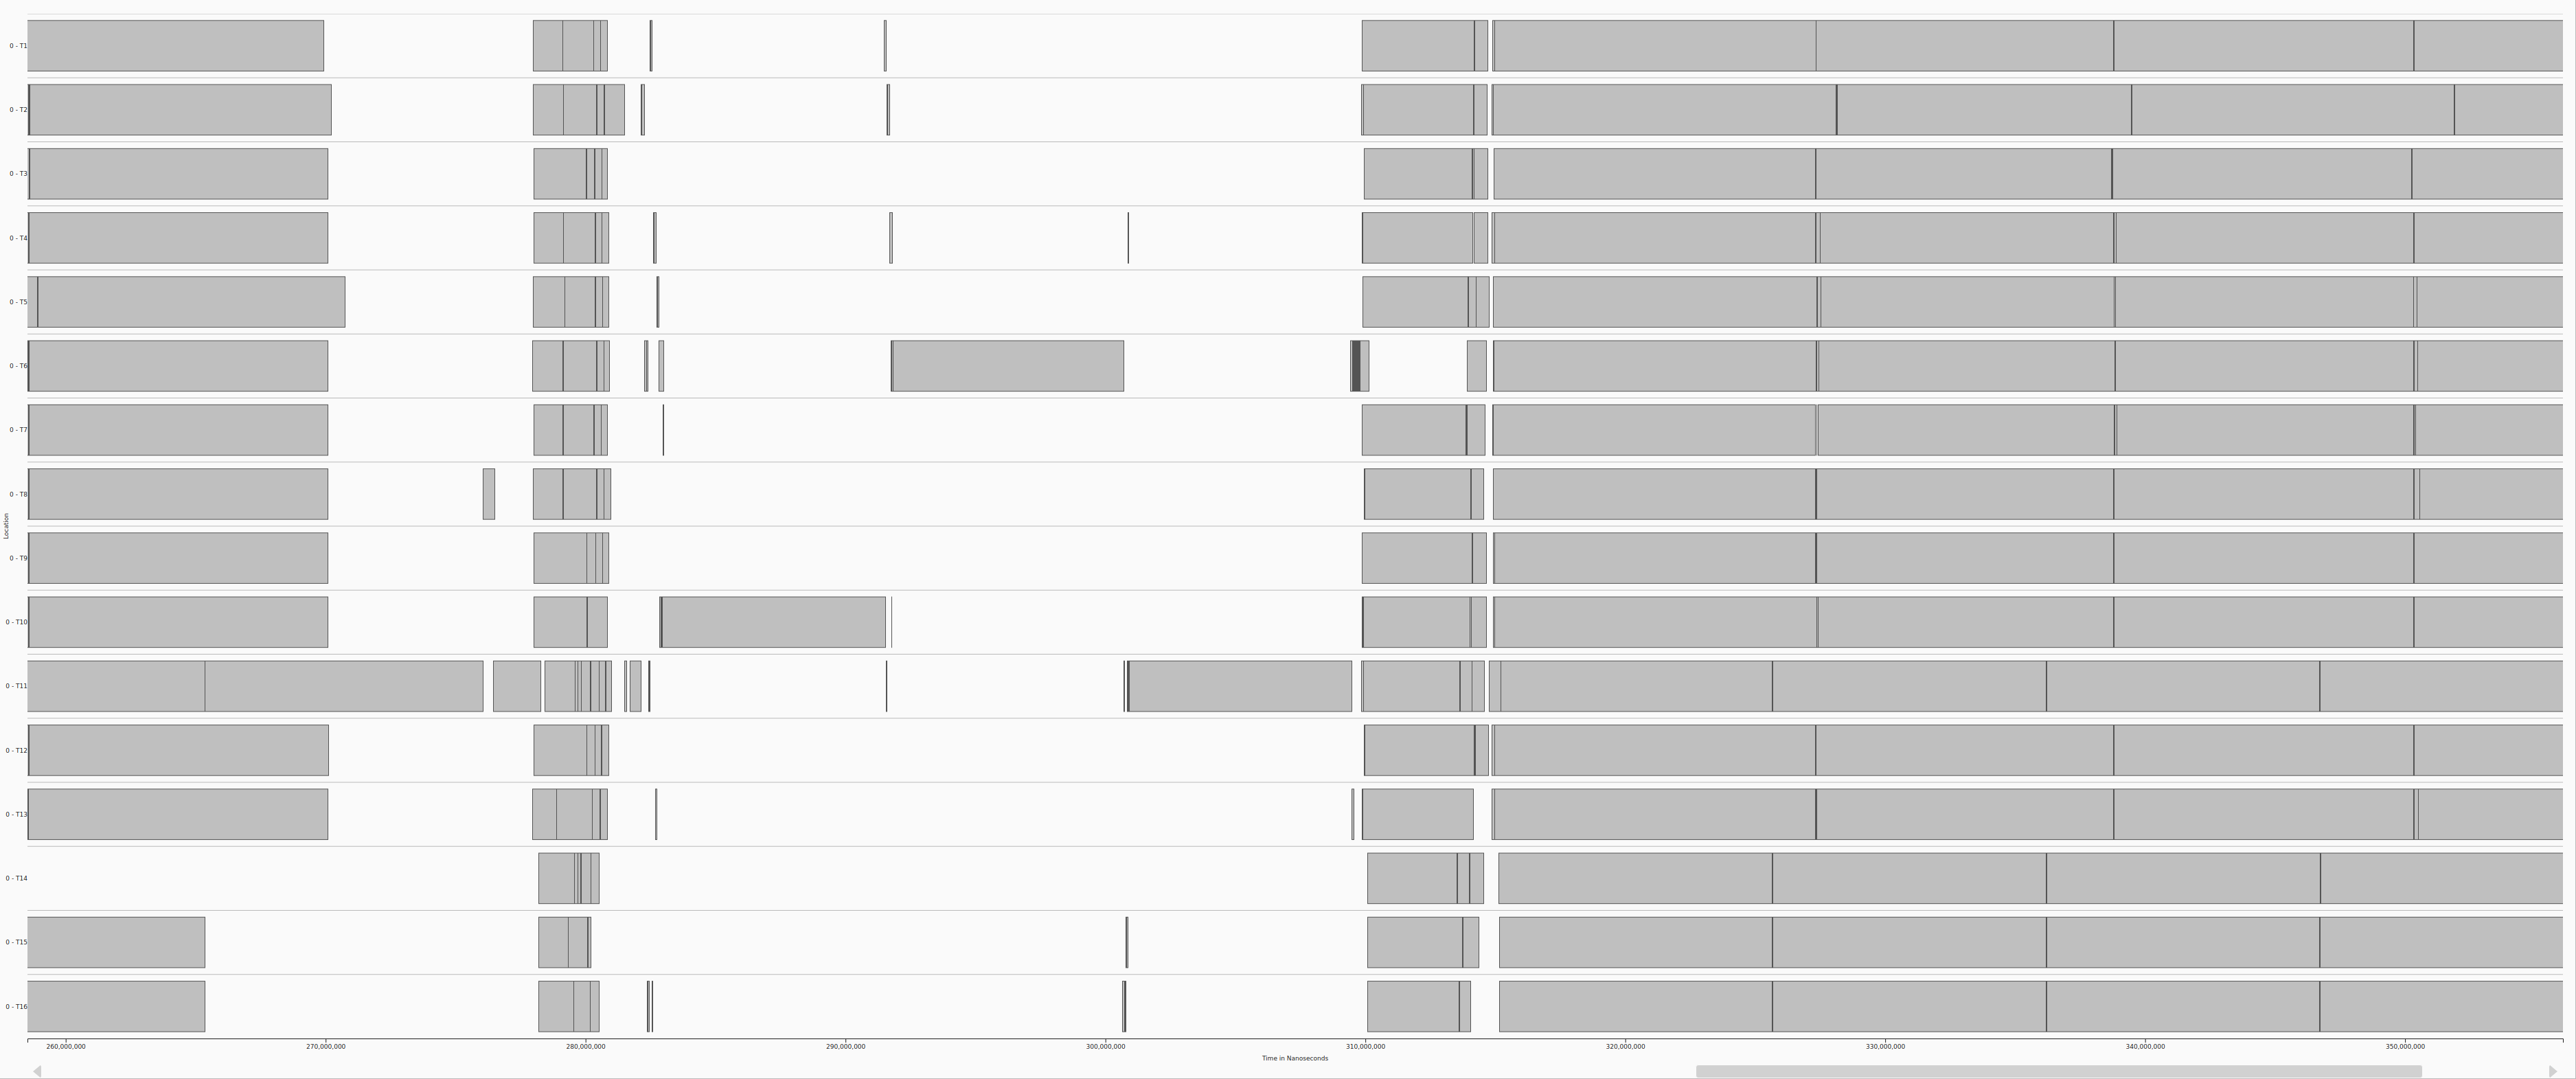 0 - T1
0 - T2
0 - T3
0 - T4
0 - T5
0 - T6
0 - T7
0 - T8
0 - T9
0 - T10
0 - T11
0 - T12
0 - T13
0 - T14
0 - T15
0 - T16
Location
260,000,000 270,000,000 280,000,000 290,000,000 300,000,000 310,000,000 320,000,000 330,000,000 340,000,000 350,000,000
Time in Nanoseconds